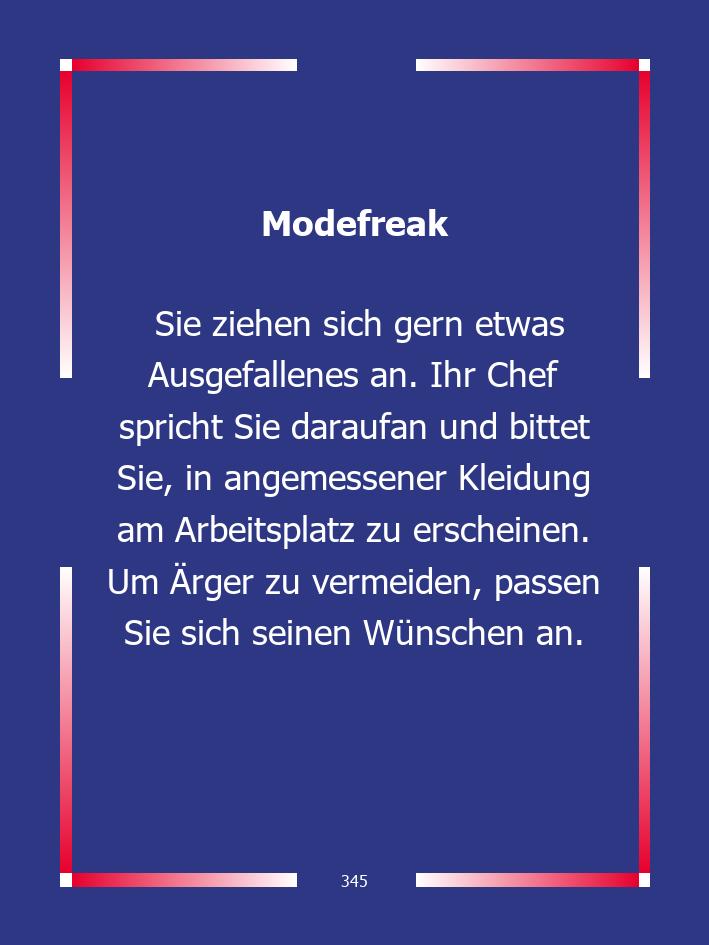 Modefreak
Sie ziehen sich gern etwas
Ausgefallenes an. Ihr Chef
spricht Sie daraufan und bittet
Sie, in angemessener Kleidung
am Arbeitsplatz zu erscheinen.
Um Ärger zu vermeiden, passen
Sie sich seinen Wünschen an.
345